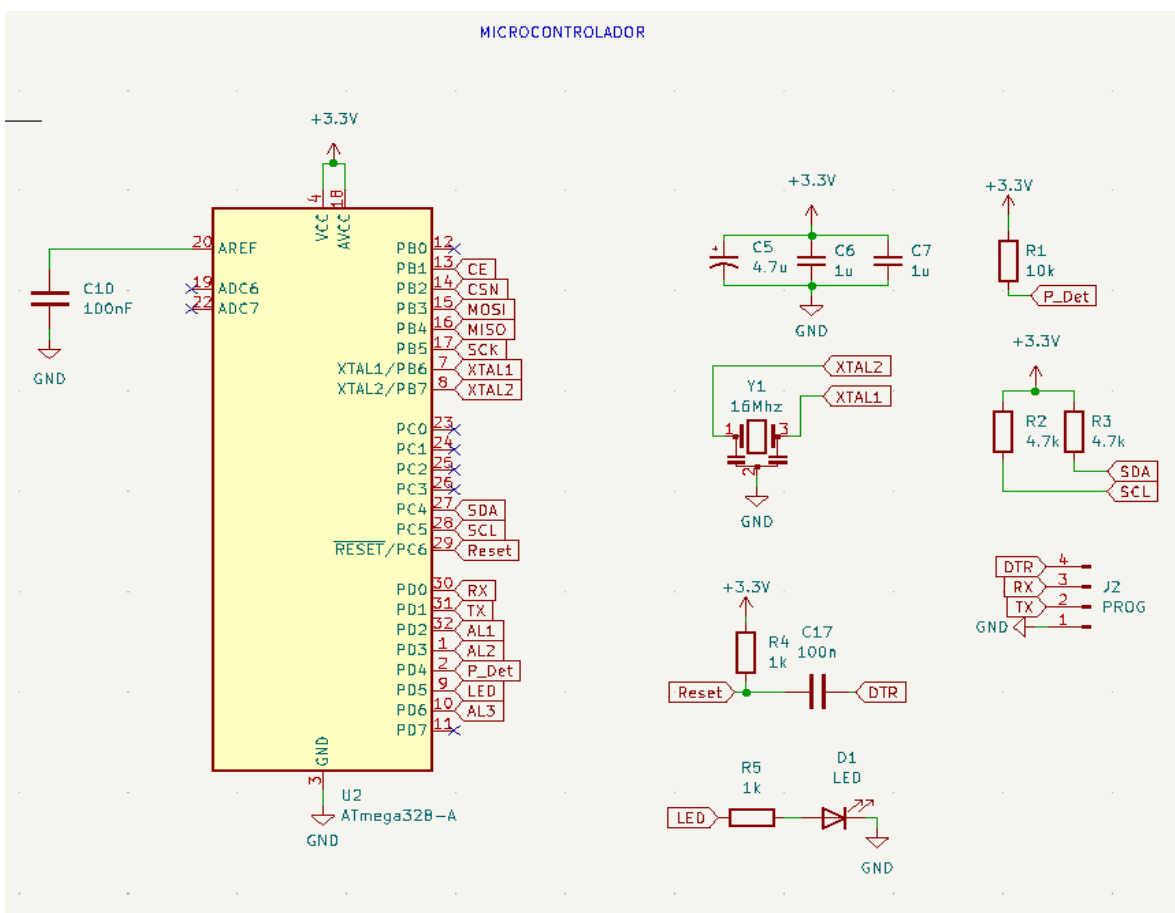 MICROCONTROLADOR
+3.3V
4
18
VCC
AVCC
20
AREF
19
ADC6
22
ADC7
C10
100nF
GND
PB0
12
PB1
13
CE
PB2
14
CSN
PB3
15
MOSI
PB4
16
MISO
PB5
17
SCK
XTAL1/PB6
7
XTAL1
XTAL2/PB7
8
XTAL2
PC0
23
PC1
24
PC2
25
PC3
26
PC4
27
SDA
PC5
28
SCL
RESET/PC6
29
Reset
PD0
30
RX
PD1
31
TX
PD2
32
AL1
PD3
1
AL2
PD4
2
P_Det
PD5
9
LED
PD6
10
AL3
PD7
11
GND
3
U2
ATmega328-A
GND
+3.3V
+
C5
4.7u
C6
1u
C7
1u
GND
+3.3V
R1
10k
P_Det
XTAL2
XTAL1
Y1
16Mhz
1
3
2
GND
+3.3V
R2
4.7k
R3
4.7k
SDA
SCL
DTR
4
RX
3
TX
2
GND
1
J2
PROG
+3.3V
R4
1k
C17
100n
Reset
DTR
R5
1k
D1
LED
LED
GND